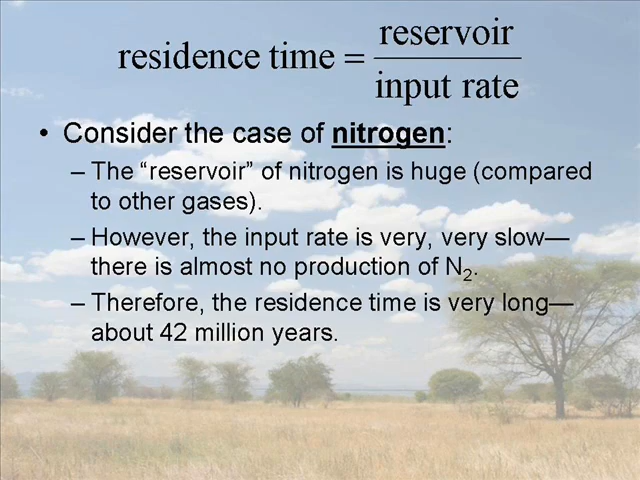 residence time = reservoir / input rate
• Consider the case of nitrogen:
– The “reservoir” of nitrogen is huge (compared
to other gases).
– However, the input rate is very, very slow—
there is almost no production of N₂.
– Therefore, the residence time is very long—
about 42 million years.